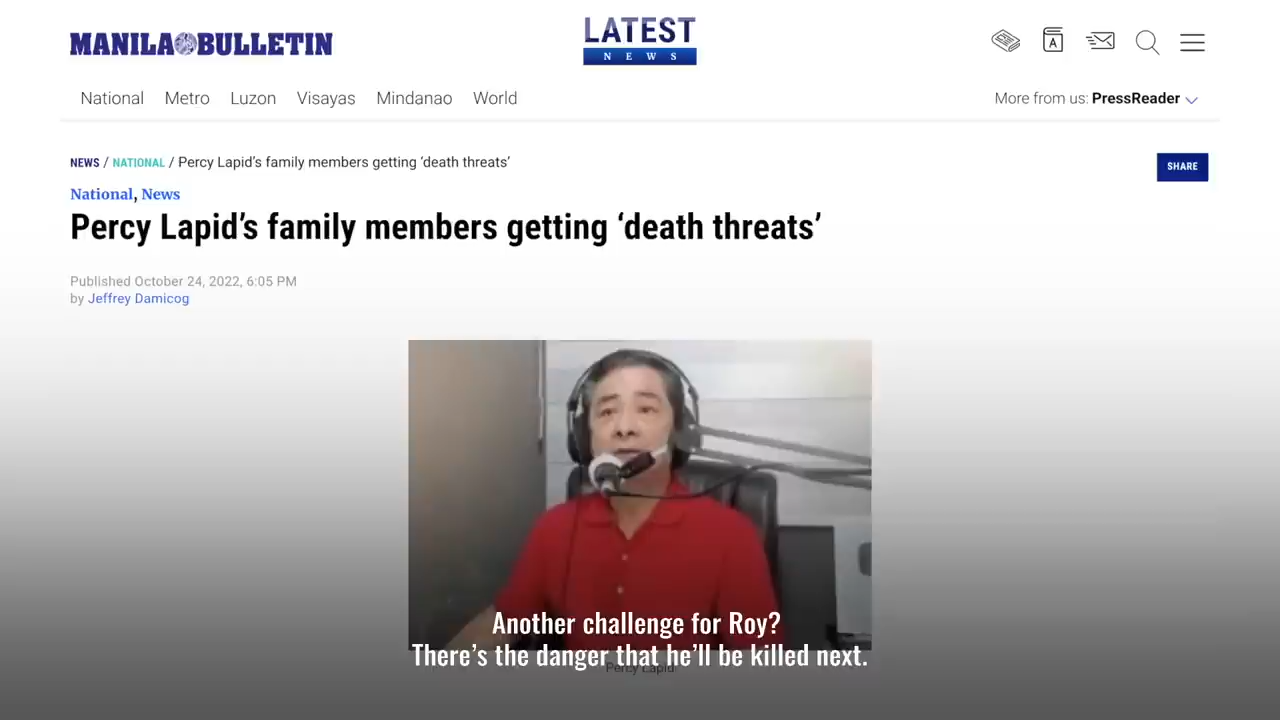 MANILA BULLETIN
LATEST
NEWS
A
National Metro Luzon Visayas Mindanao World
More from us: PressReader
NEWS / NATIONAL / Percy Lapid’s family members getting ‘death threats’
SHARE
National, News
Percy Lapid’s family members getting ‘death threats’
Published October 24, 2022, 6:05 PM
by Jeffrey Damicog
Another challenge for Roy?
There’s the danger that he’ll be killed next.
Percy Lapid